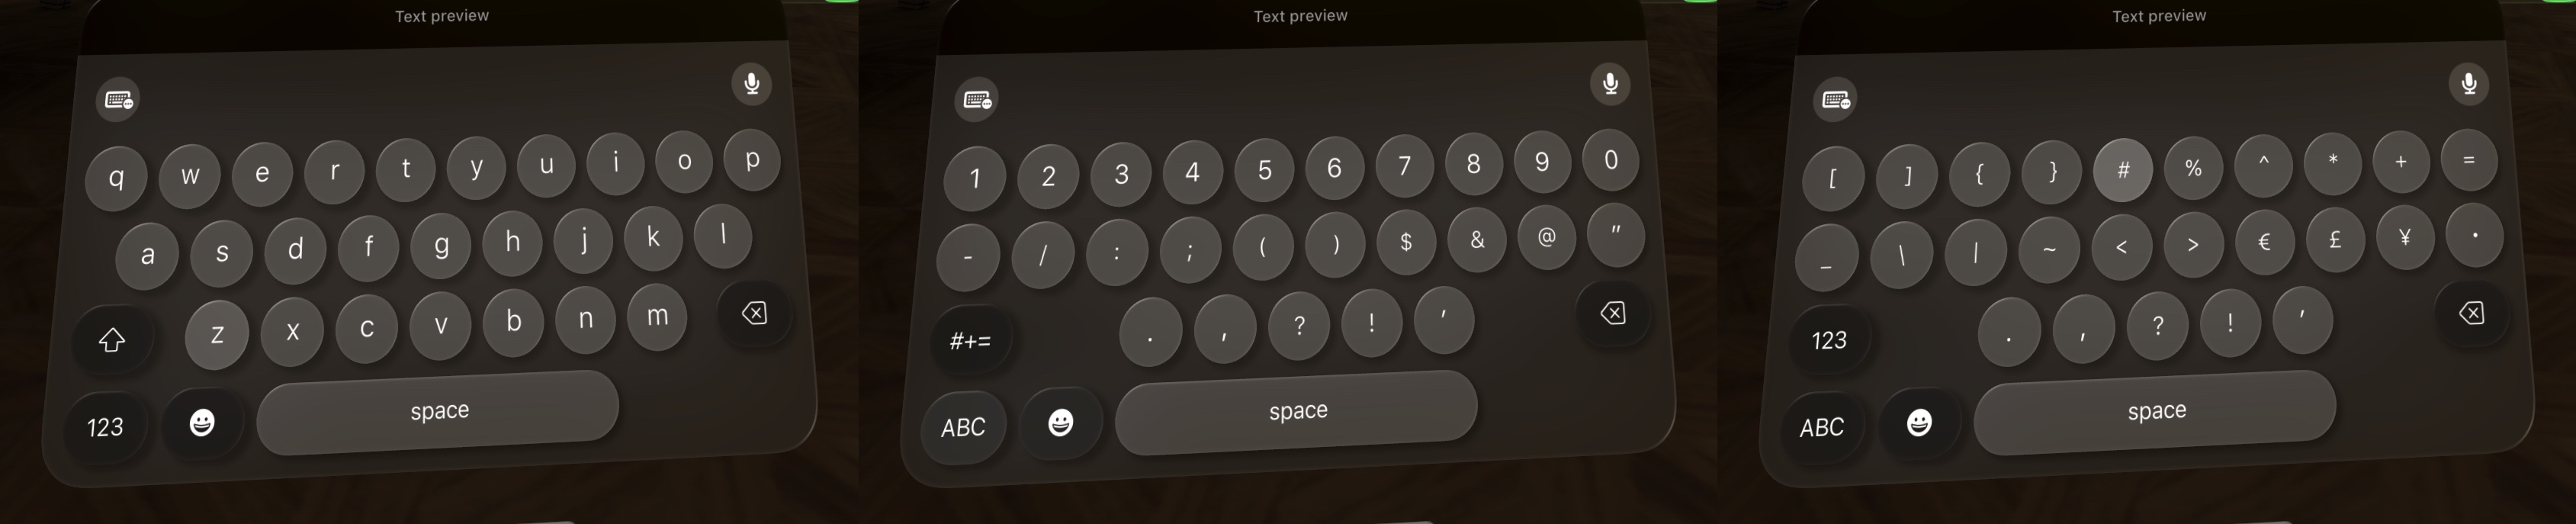 Text preview
q w e r t y u i o p
a s d f g h j k l
z x c v b n m
123 space
Text preview
1 2 3 4 5 6 7 8 9 0
- / : ; ( ) $ & @ "
#+= . , ? ! '
ABC space
Text preview
[ ] { } # % ^ * + =
_ \ | ~ < > € £ ¥ •
123 . , ? ! '
ABC space